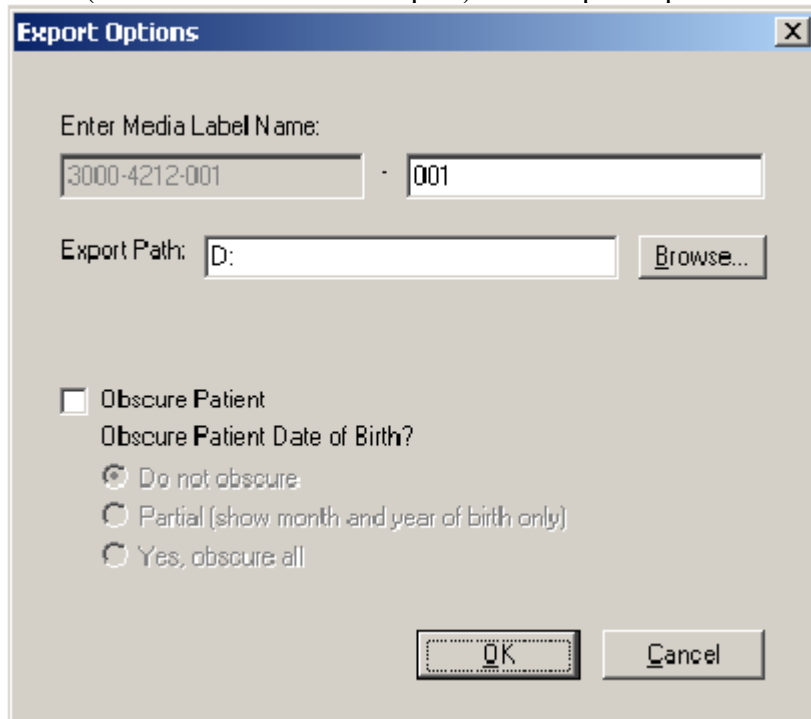 Export Options
Enter Media Label Name:
3000-4212-001 - 001
Export Path: D: Browse...
Obscure Patient
Obscure Patient Date of Birth?
Do not obscure
Partial (show month and year of birth only)
Yes, obscure all
OK Cancel